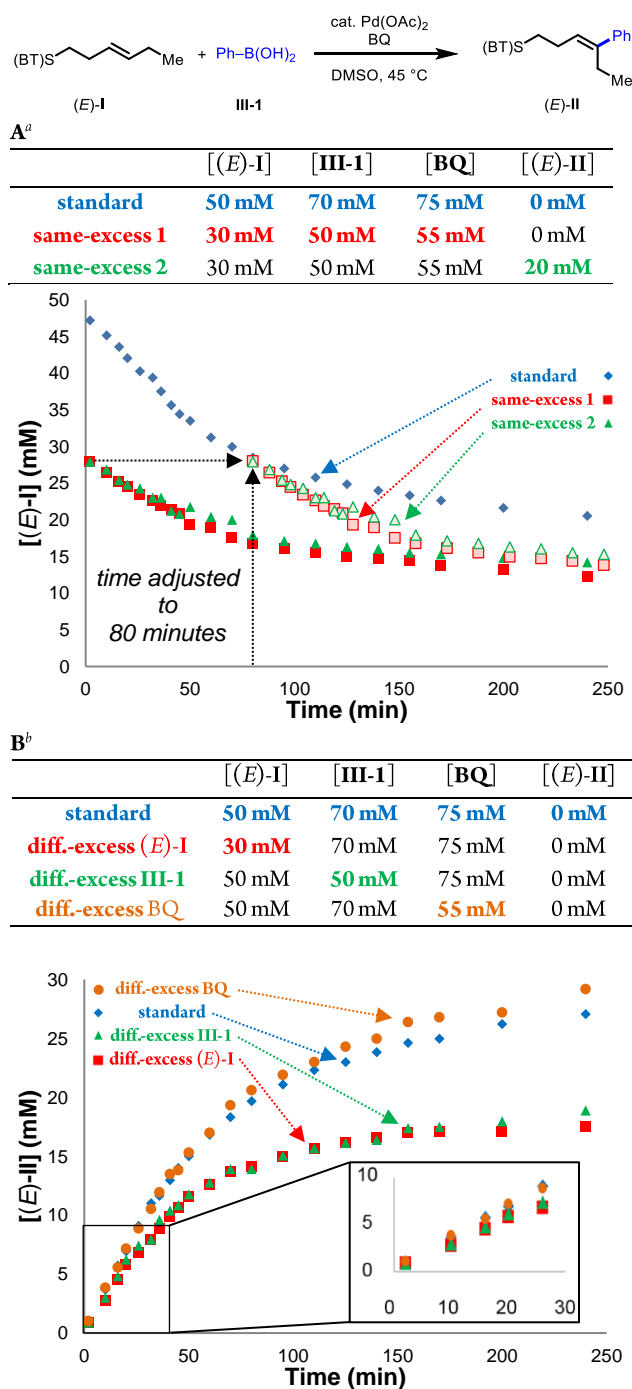 cat. Pd(OAc)2
BQ
(BT)S Me + Ph–B(OH)2 (BT)S Ph
DMSO, 45 °C Me
(E)-I III-1 (E)-II
Aa
[(E)-I] [III-1] [BQ] [(E)-II]
standard 50 mM 70 mM 75 mM 0 mM
same-excess 1 30 mM 50 mM 55 mM 0 mM
same-excess 2 30 mM 50 mM 55 mM 20 mM
50
45
40
35
30
25
20
15
10
5
0
[(E)-I] (mM)
standard
same-excess 1
same-excess 2
time adjusted
to
80 minutes
0 50 100 150 200 250
Time (min)
Bb
[(E)-I] [III-1] [BQ] [(E)-II]
standard 50 mM 70 mM 75 mM 0 mM
diff.-excess (E)-I 30 mM 70 mM 75 mM 0 mM
diff.-excess III-1 50 mM 50 mM 75 mM 0 mM
diff.-excess BQ 50 mM 70 mM 55 mM 0 mM
30
25
20
15
10
5
0
[(E)-II] (mM)
diff.-excess BQ
standard
diff.-excess III-1
diff.-excess (E)-I
10
5
0
0 10 20 30
0 50 100 150 200 250
Time (min)